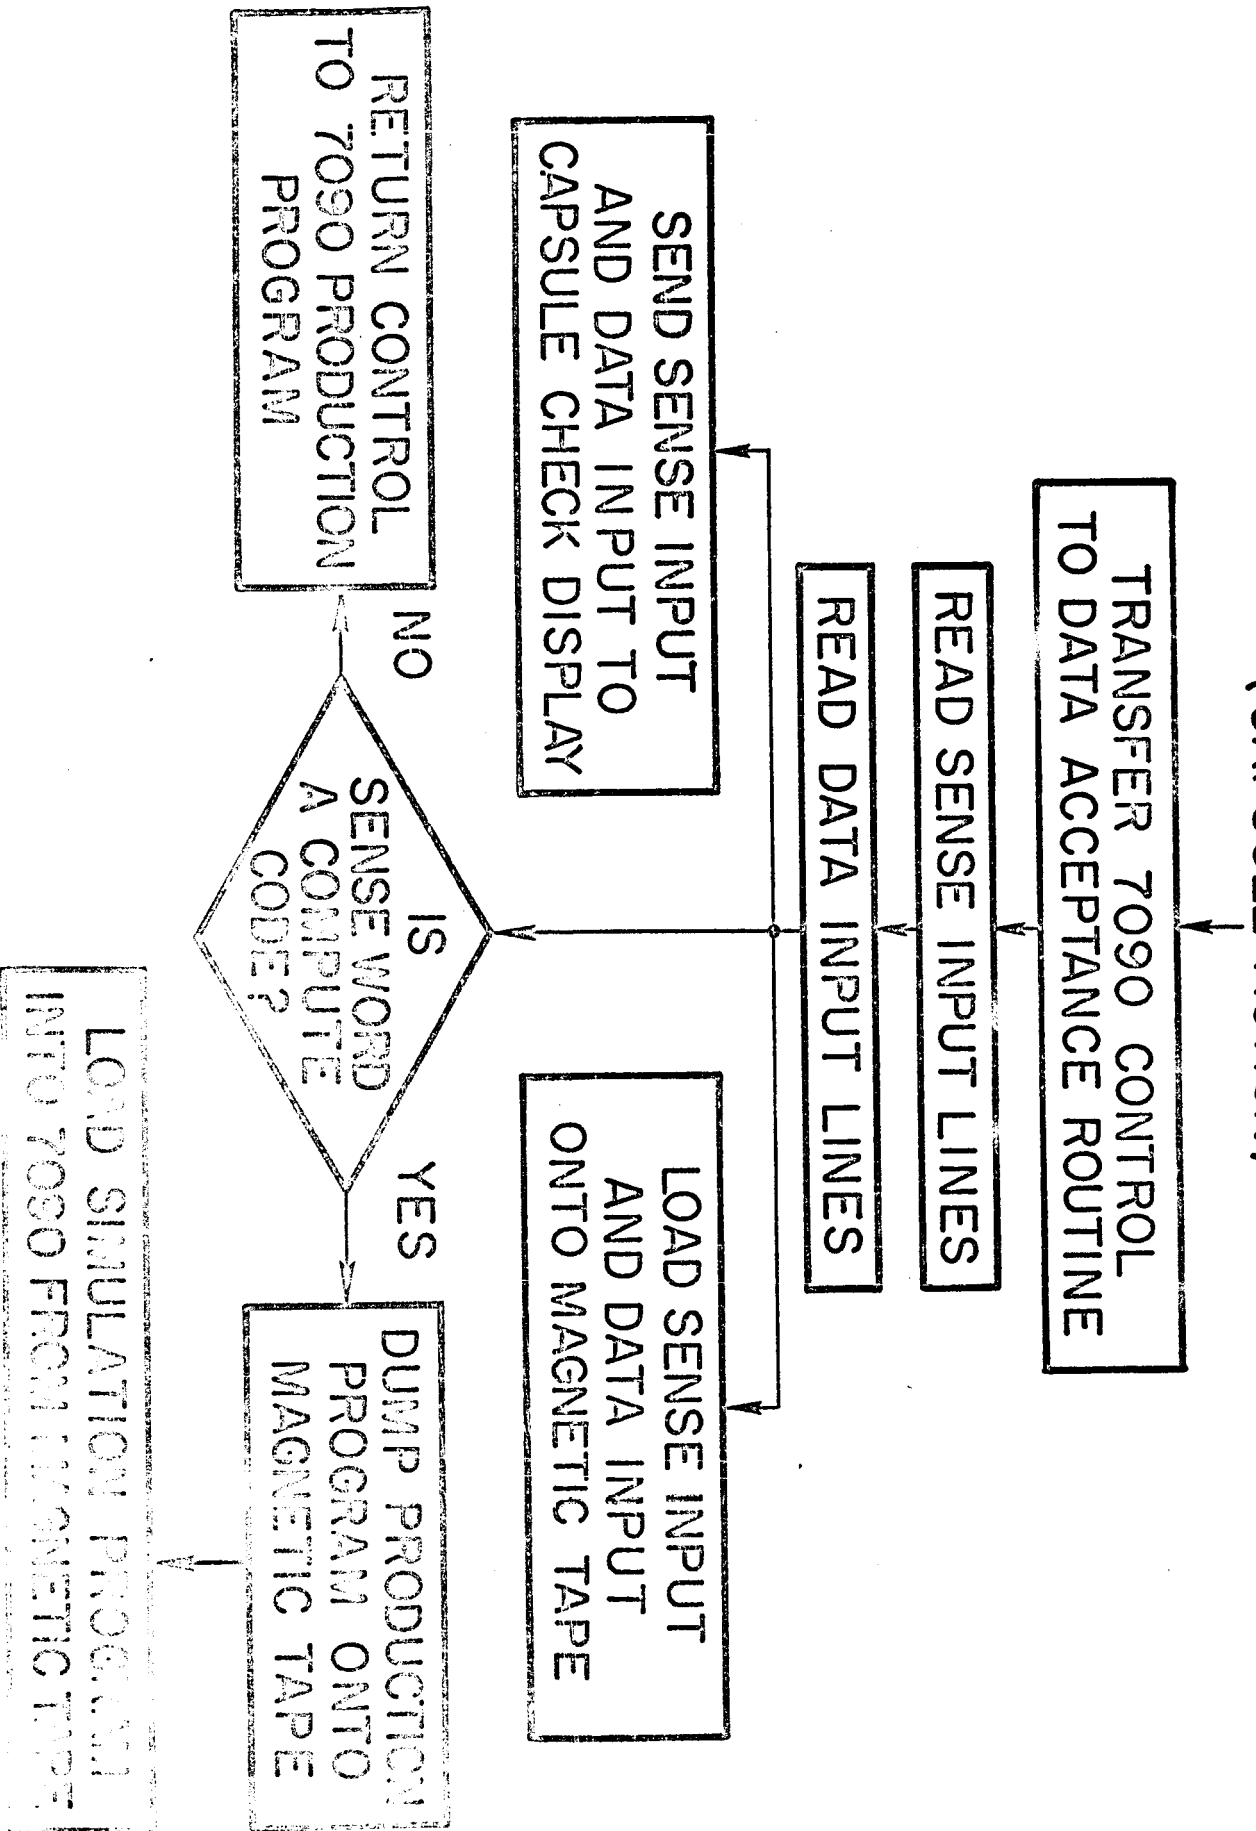 TRANSFER 7090 CONTROL
TO DATA ACCEPTANCE ROUTINE
READ SENSE INPUT LINES
READ DATA INPUT LINES
SEND SENSE INPUT
AND DATA INPUT TO
CAPSULE CHECK DISPLAY
LOAD SENSE INPUT
AND DATA INPUT
ONTO MAGNETIC TAPE
IS
SENSE WORD
A COMPUTE
CODE?
NO
YES
RETURN CONTROL
TO 7090 PRODUCTION
PROGRAM
DUMP PRODUCTION
PROGRAM ONTO
MAGNETIC TAPE
LOAD SIMULATION PROGRAM
INTO 7090 FROM MAGNETIC TAPE